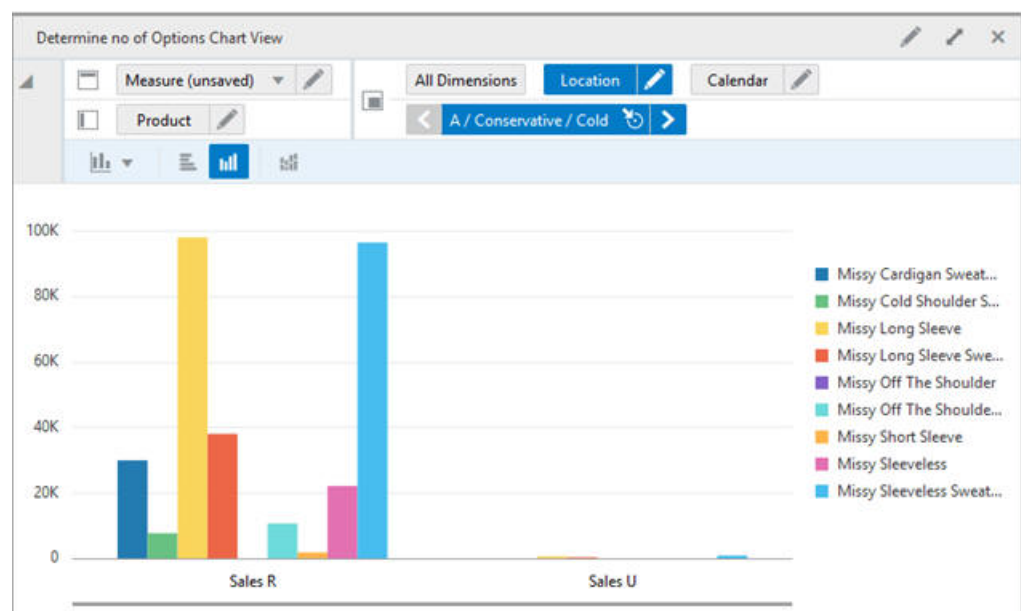 Determine no of Options Chart View
Measure (unsaved)
All Dimensions Location Calendar
Product
A / Conservative / Cold
100K
80K
60K
40K
20K
0
Sales R Sales U
Missy Cardigan Sweat...
Missy Cold Shoulder S...
Missy Long Sleeve
Missy Long Sleeve Swe...
Missy Off The Shoulder
Missy Off The Shoulde...
Missy Short Sleeve
Missy Sleeveless
Missy Sleeveless Sweat...